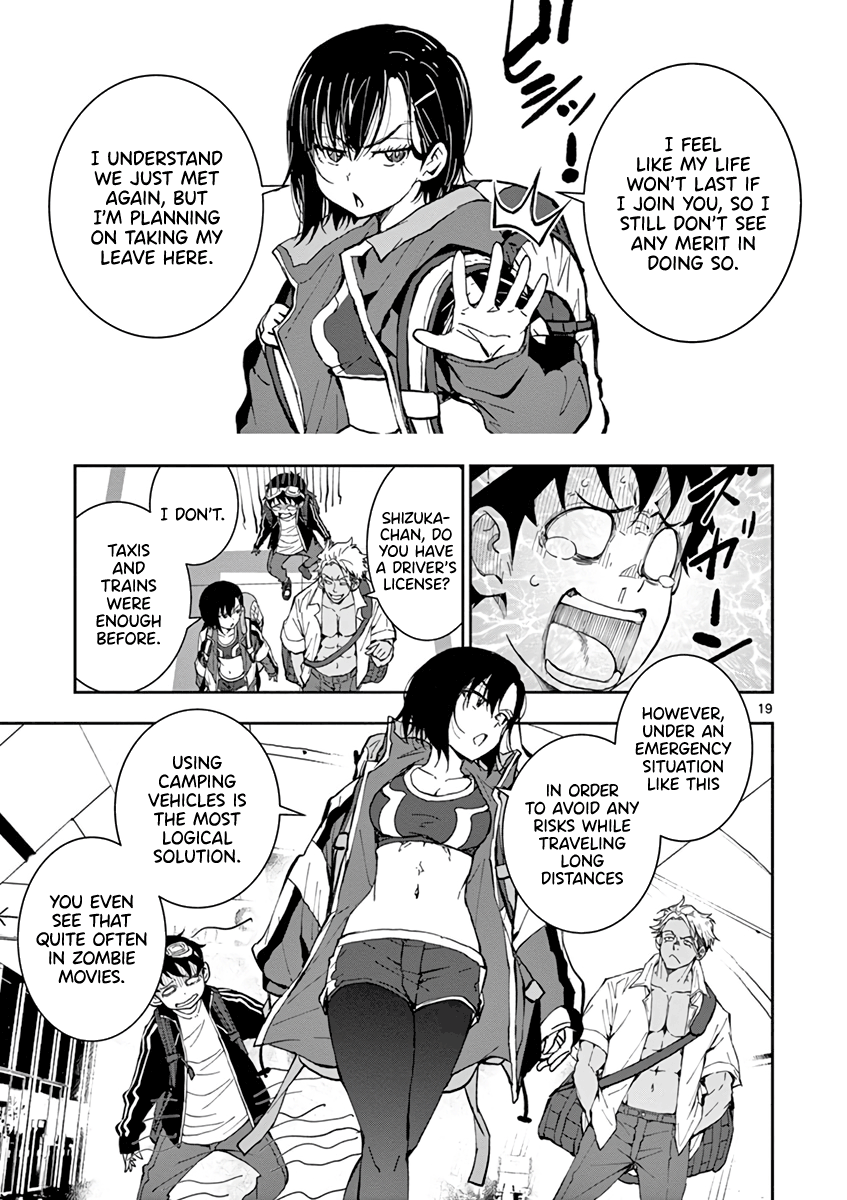 I FEEL
LIKE MY LIFE
WON'T LAST IF
I JOIN YOU, SO I
STILL DON'T SEE
ANY MERIT IN
DOING SO.
I UNDERSTAND
WE JUST MET
AGAIN, BUT
I'M PLANNING
ON TAKING MY
LEAVE HERE.
SHIZUKA-
CHAN, DO
YOU HAVE
A DRIVER'S
LICENSE?
I DON'T.
TAXIS
AND
TRAINS
WERE
ENOUGH
BEFORE.
19
HOWEVER,
UNDER AN
EMERGENCY
SITUATION
LIKE THIS
IN ORDER
TO AVOID ANY
RISKS WHILE
TRAVELING
LONG
DISTANCES
USING
CAMPING
VEHICLES IS
THE MOST
LOGICAL
SOLUTION.
YOU EVEN
SEE THAT
QUITE OFTEN
IN ZOMBIE
MOVIES.